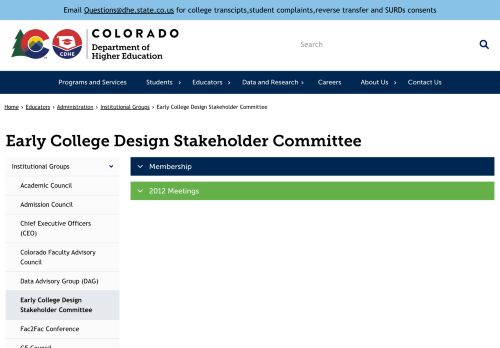 Email Questions@dhe.state.co.us for college transcipts,student complaints,reverse transfer and SURDs consents
COLORADO
Department of
Higher Education
CDHE
Search
Programs and Services
Students
Educators
Data and Research
Careers
About Us
Contact Us
Home › Educators › Administration › Institutional Groups › Early College Design Stakeholder Committee
Early College Design Stakeholder Committee
Institutional Groups
Academic Council
Admission Council
Chief Executive Officers
(CEO)
Colorado Faculty Advisory
Council
Data Advisory Group (DAG)
Early College Design
Stakeholder Committee
Fac2Fac Conference
GE Council
Membership
2012 Meetings